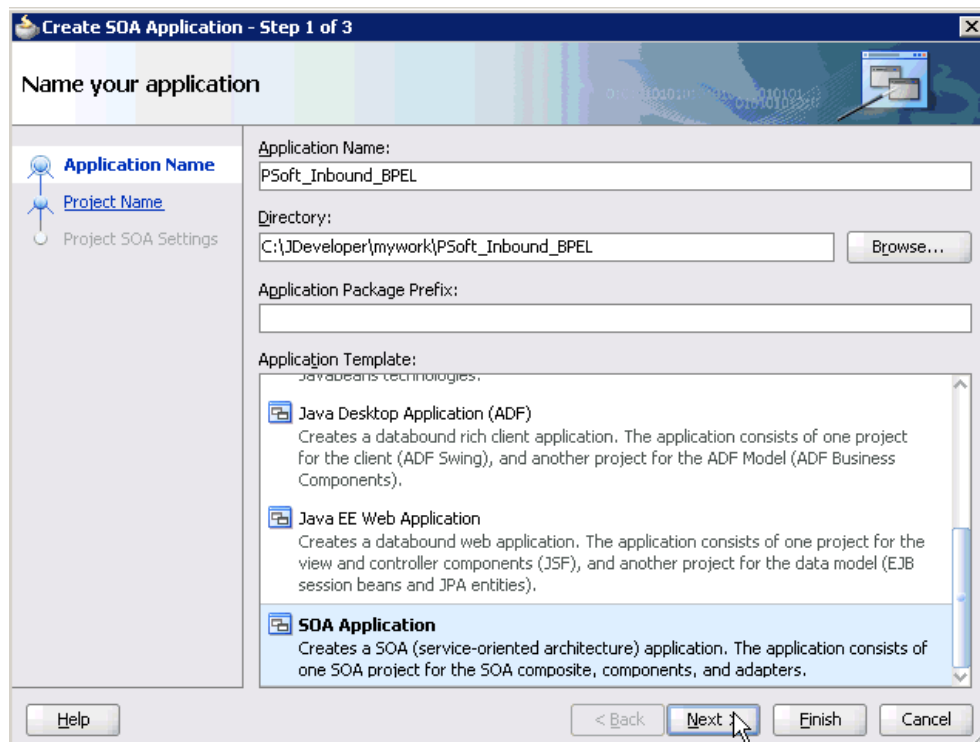 Create SOA Application - Step 1 of 3
Name your application
Application Name
Project Name
Project SOA Settings
Application Name:
PSoft_Inbound_BPEL
Directory:
C:\JDeveloper\mywork\PSoft_Inbound_BPEL
Browse...
Application Package Prefix:
Application Template:
Javabeans technologies.
Java Desktop Application (ADF)
Creates a databound rich client application. The application consists of one project
for the client (ADF Swing), and another project for the ADF Model (ADF Business
Components).
Java EE Web Application
Creates a databound web application. The application consists of one project for the
view and controller components (JSF), and another project for the data model (EJB
session beans and JPA entities).
SOA Application
Creates a SOA (service-oriented architecture) application. The application consists of
one SOA project for the SOA composite, components, and adapters.
Help
< Back
Next >
Finish
Cancel